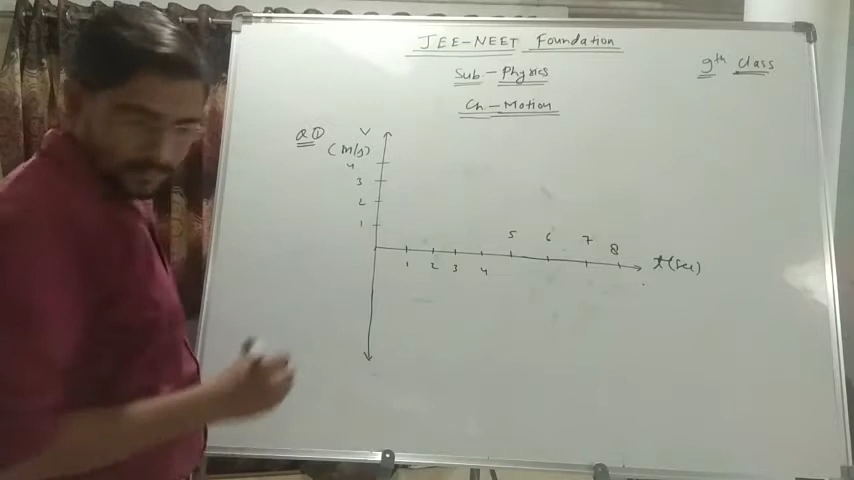 JEE-NEET Foundation
9th Class
Sub - Physics
Ch - Motion
Q ①
V
(m/s)
4
3
2
1
5 6 7 8
1 2 3 4
t (sec)